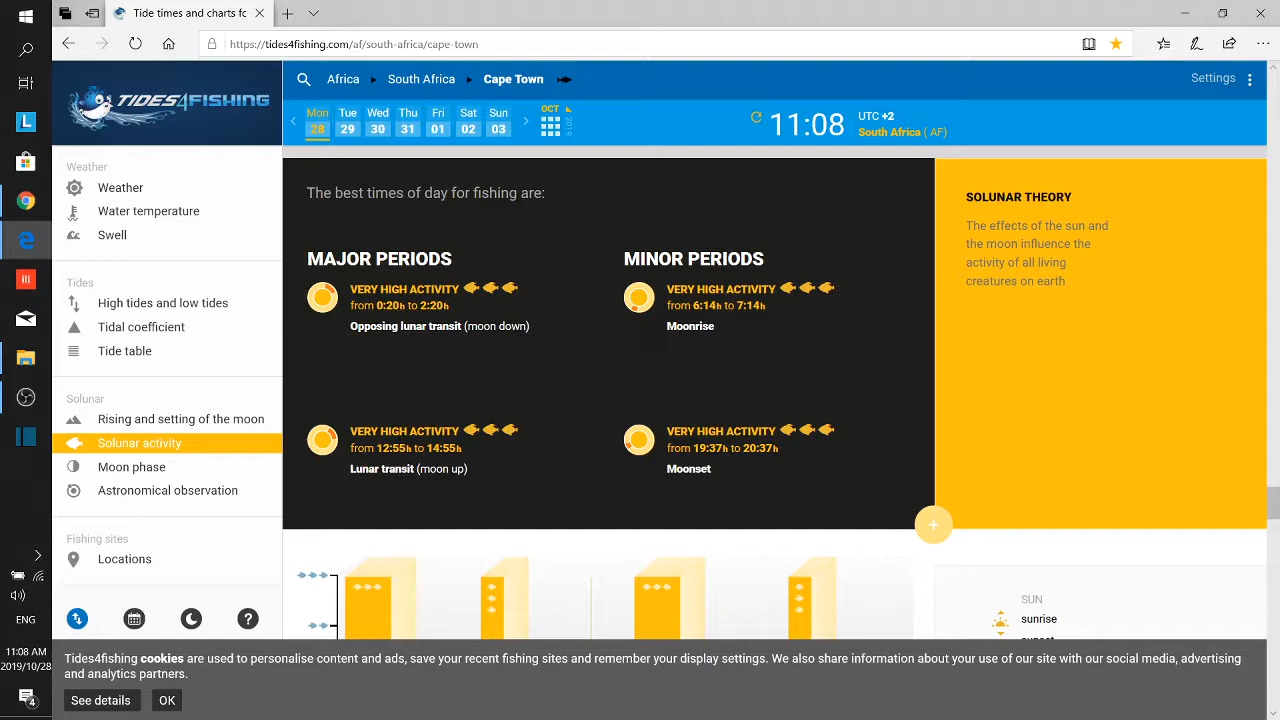 Tides and charts fo
https://tides4fishing.com/af/south-africa/cape-town
TIDES4FISHING
Africa South Africa Cape Town
Settings
Mon Tue Wed Thu Fri Sat Sun
28 29 30 31 01 02 03
OCT
2019
11:08
UTC +2
South Africa ( AF)
Weather
Weather
Water temperature
Swell
Tides
High tides and low tides
Tidal coefficient
Tide table
Solunar
Rising and setting of the moon
Solunar activity
Moon phase
Astronomical observation
Fishing sites
Locations
The best times of day for fishing are:
MAJOR PERIODS
VERY HIGH ACTIVITY
from 0:20h to 2:20h
Opposing lunar transit (moon down)
VERY HIGH ACTIVITY
from 12:55h to 14:55h
Lunar transit (moon up)
MINOR PERIODS
VERY HIGH ACTIVITY
from 6:14h to 7:14h
Moonrise
VERY HIGH ACTIVITY
from 19:37h to 20:37h
Moonset
SOLUNAR THEORY
The effects of the sun and
the moon influence the
activity of all living
creatures on earth
+
SUN
sunrise
Tides4fishing cookies are used to personalise content and ads, save your recent fishing sites and remember your display settings. We also share information about your use of our site with our social media, advertising
and analytics partners.
See details OK
L
ENG
11:08 AM
2019/10/28
4